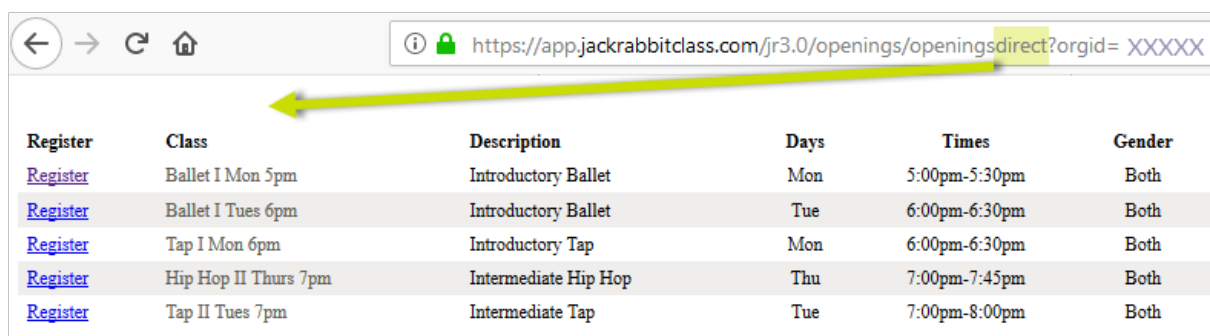 https://app.jackrabbitclass.com/jr3.0/openings/openingsdirect?orgid= XXXXX
Register Class Description Days Times Gender
Register Ballet I Mon 5pm Introductory Ballet Mon 5:00pm-5:30pm Both
Register Ballet I Tues 6pm Introductory Ballet Tue 6:00pm-6:30pm Both
Register Tap I Mon 6pm Introductory Tap Mon 6:00pm-6:30pm Both
Register Hip Hop II Thurs 7pm Intermediate Hip Hop Thu 7:00pm-7:45pm Both
Register Tap II Tues 7pm Intermediate Tap Tue 7:00pm-8:00pm Both